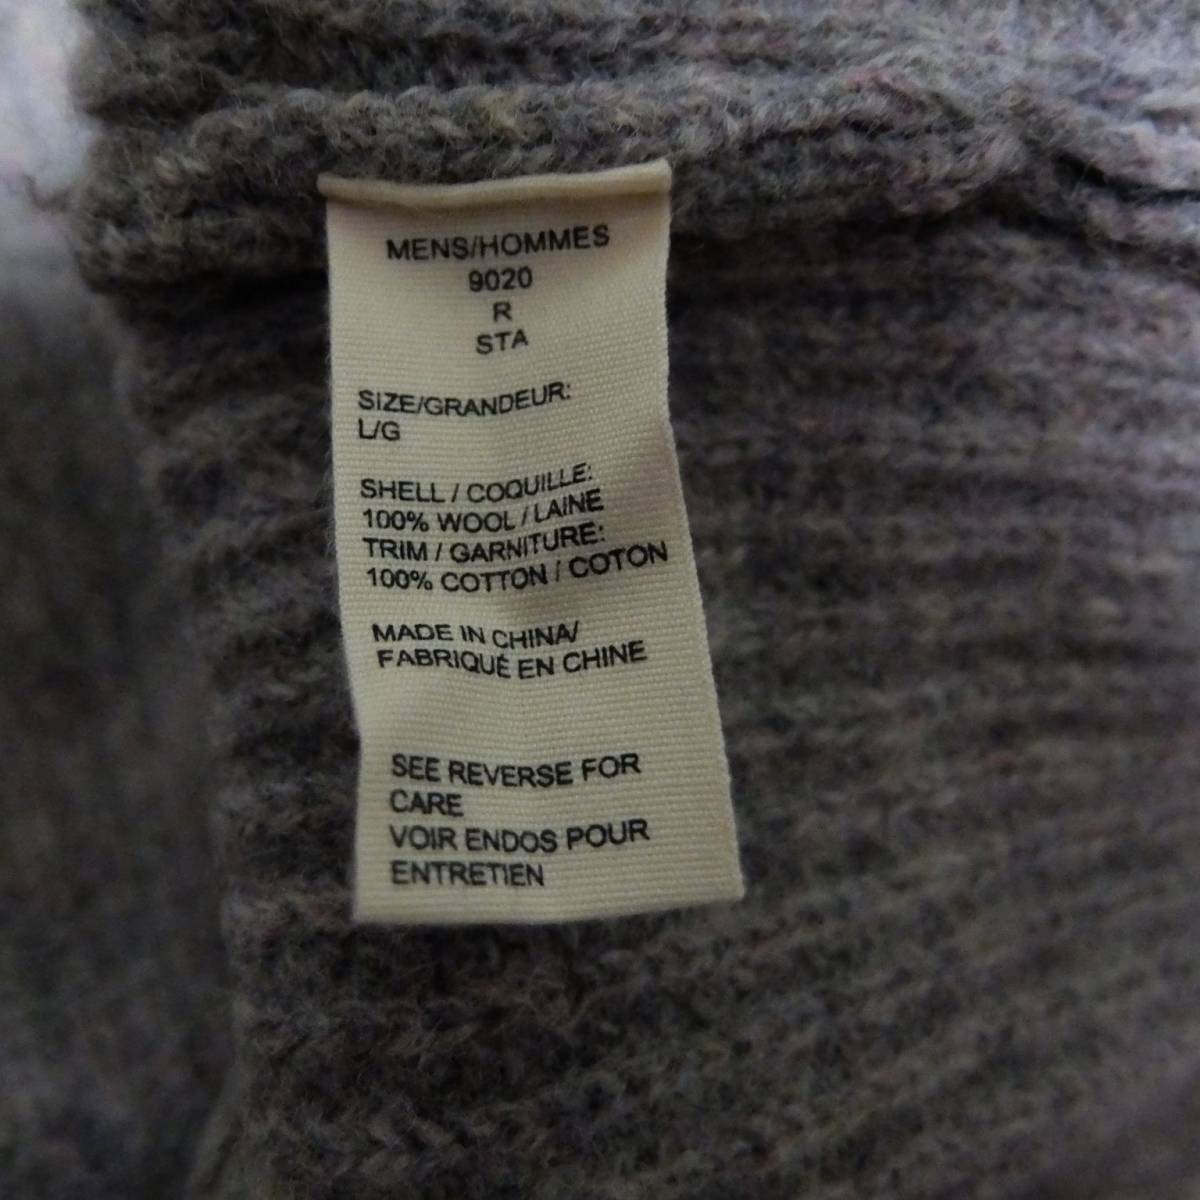 MENS/HOMMES
9020
R
STA
SIZE/GRANDEUR:
L/G
SHELL / COQUILLE:
100% WOOL / LAINE
TRIM / GARNITURE:
100% COTTON / COTON
MADE IN CHINA/
FABRIQUÉ EN CHINE
SEE REVERSE FOR
CARE
VOIR ENDOS POUR
ENTRETIEN